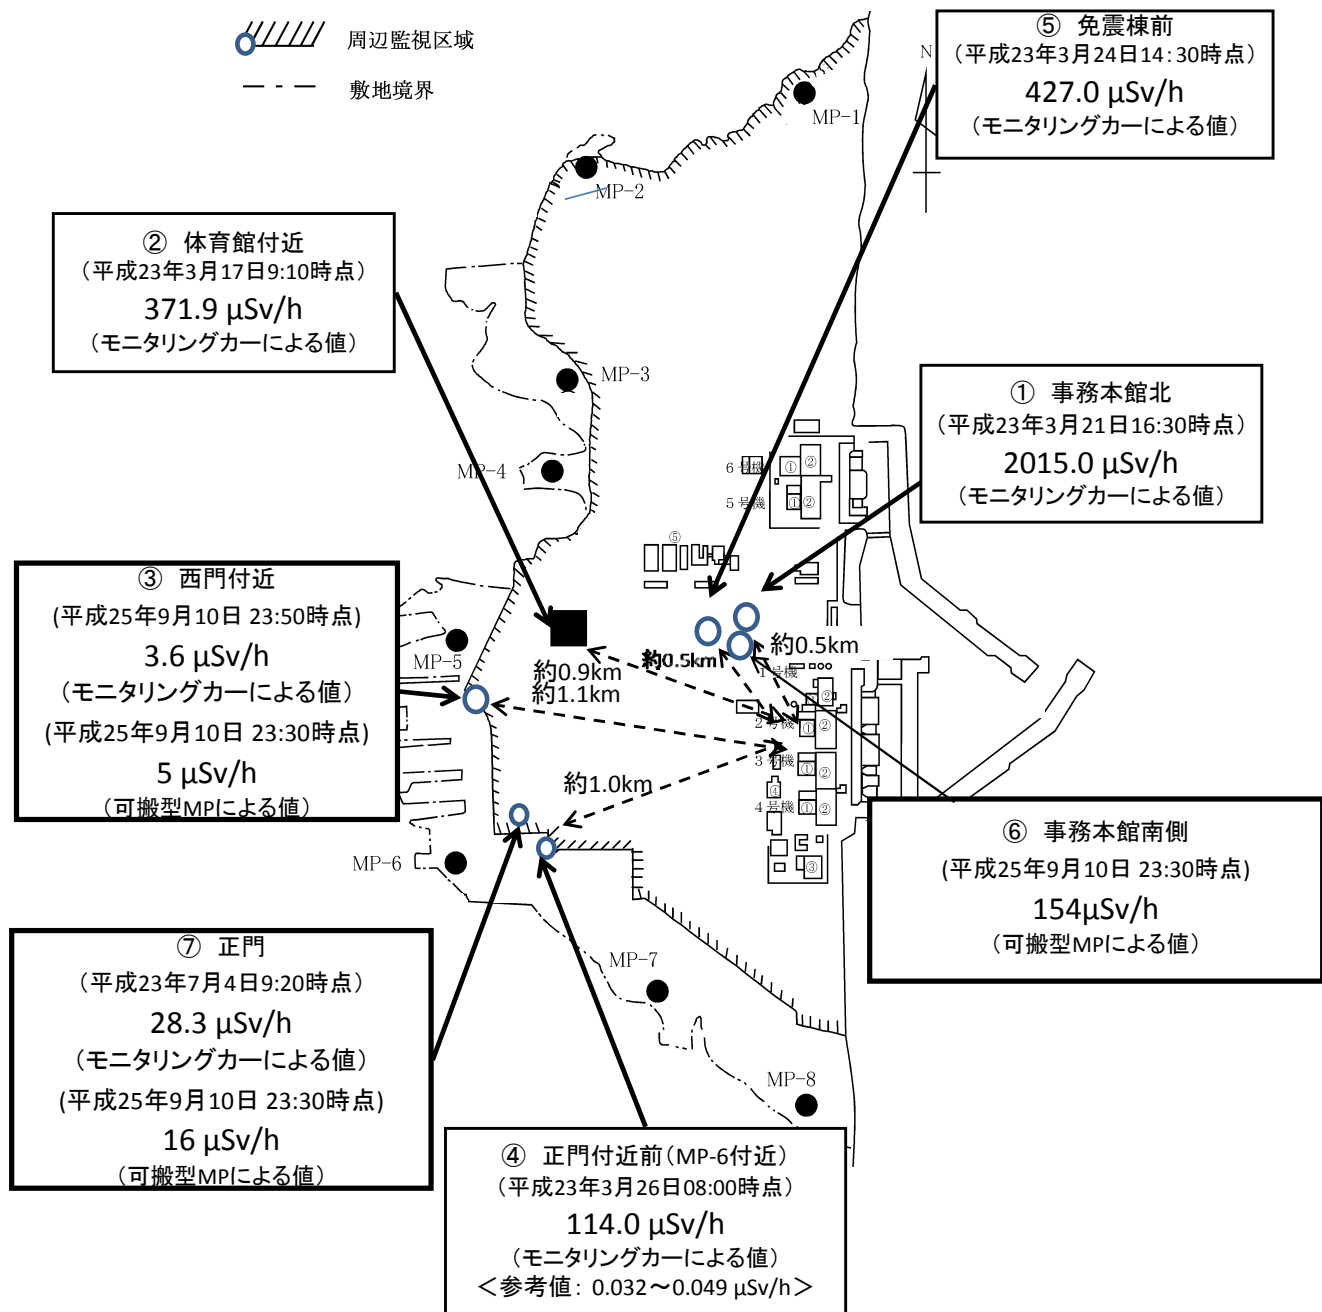 周辺監視区域
敷地境界
⑤ 免震棟前
（平成23年3月24日14：30時点）
427.0 μSv/h
（モニタリングカーによる値）
N
MP-1
MP-2
② 体育館付近
（平成23年3月17日9:10時点）
371.9 μSv/h
（モニタリングカーによる値）
MP-3
① 事務本館北
（平成23年3月21日16:30時点）
2015.0 μSv/h
（モニタリングカーによる値）
MP-4
6号機
① ②
5号機
① ②
⑤
③ 西門付近
(平成25年9月10日 23:50時点)
3.6 μSv/h
（モニタリングカーによる値）
(平成25年9月10日 23:30時点)
5 μSv/h
（可搬型MPによる値）
MP-5
約0.9km
約1.1km
約0.5km
約0.5km
1号機
②
2号機
① ②
3号機
① ②
④
4号機
① ②
③
約1.0km
MP-6
⑥ 事務本館南側
(平成25年9月10日 23:30時点)
154μSv/h
（可搬型MPによる値）
⑦ 正門
（平成23年7月4日9:20時点）
28.3 μSv/h
（モニタリングカーによる値）
(平成25年9月10日 23:30時点)
16 μSv/h
（可搬型MPによる値）
MP-7
MP-8
④ 正門付近前（MP-6付近）
（平成23年3月26日08:00時点）
114.0 μSv/h
（モニタリングカーによる値）
＜参考値： 0.032～0.049 μSv/h＞